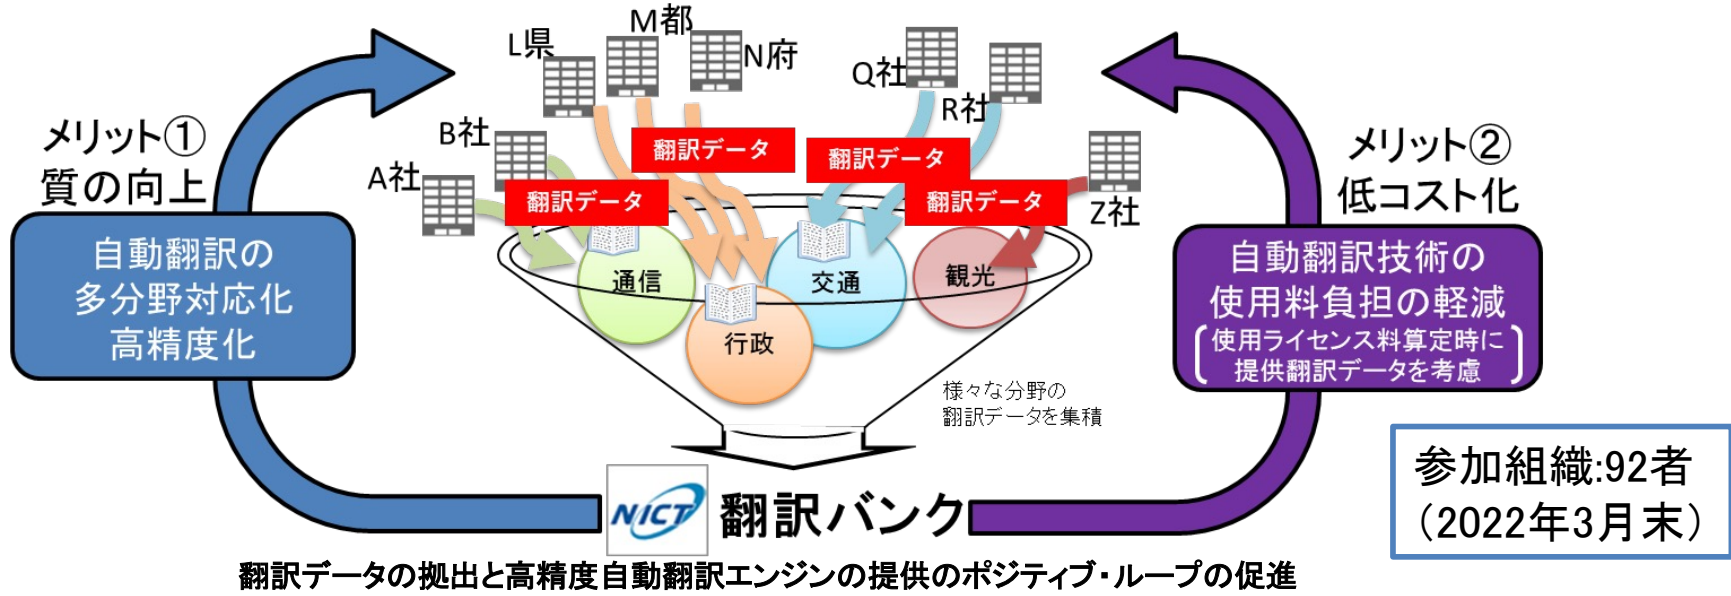 L県
M都
N府
Q社
R社
B社
A社
Z社
翻訳データ
翻訳データ
翻訳データ
翻訳データ
メリット①
質の向上
自動翻訳の
多分野対応化
高精度化
メリット②
低コスト化
自動翻訳技術の
使用料負担の軽減
使用ライセンス料算定時に
提供翻訳データを考慮
通信
行政
交通
観光
様々な分野の
翻訳データを集積
NICT 翻訳バンク
参加組織:92者
(2022年3月末)
翻訳データの拠出と高精度自動翻訳エンジンの提供のポジティブ・ループの促進